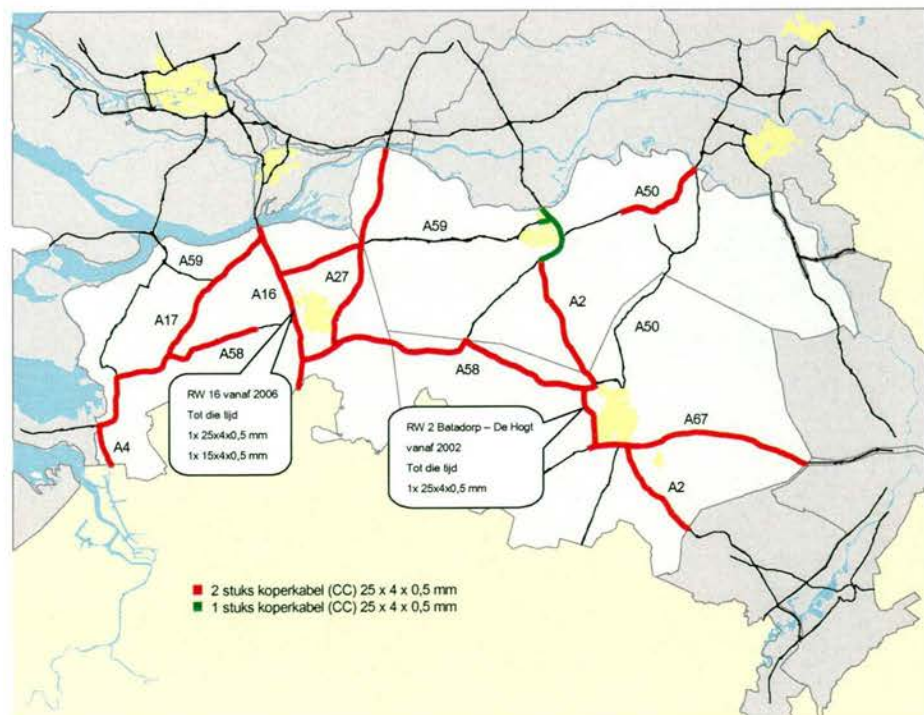 A50
A59
A59
A27
A16
A2
A17
A50
A58
A58
RW 16 vanaf 2006
Tot die tijd
1x 25x4x0,5 mm
1x 15x4x0,5 mm
RW 2 Batadorp – De Hogt
vanaf 2002
Tot die tijd
1x 25x4x0,5 mm
A67
A4
A2
2 stuks koperkabel (CC) 25 x 4 x 0,5 mm
1 stuks koperkabel (CC) 25 x 4 x 0,5 mm